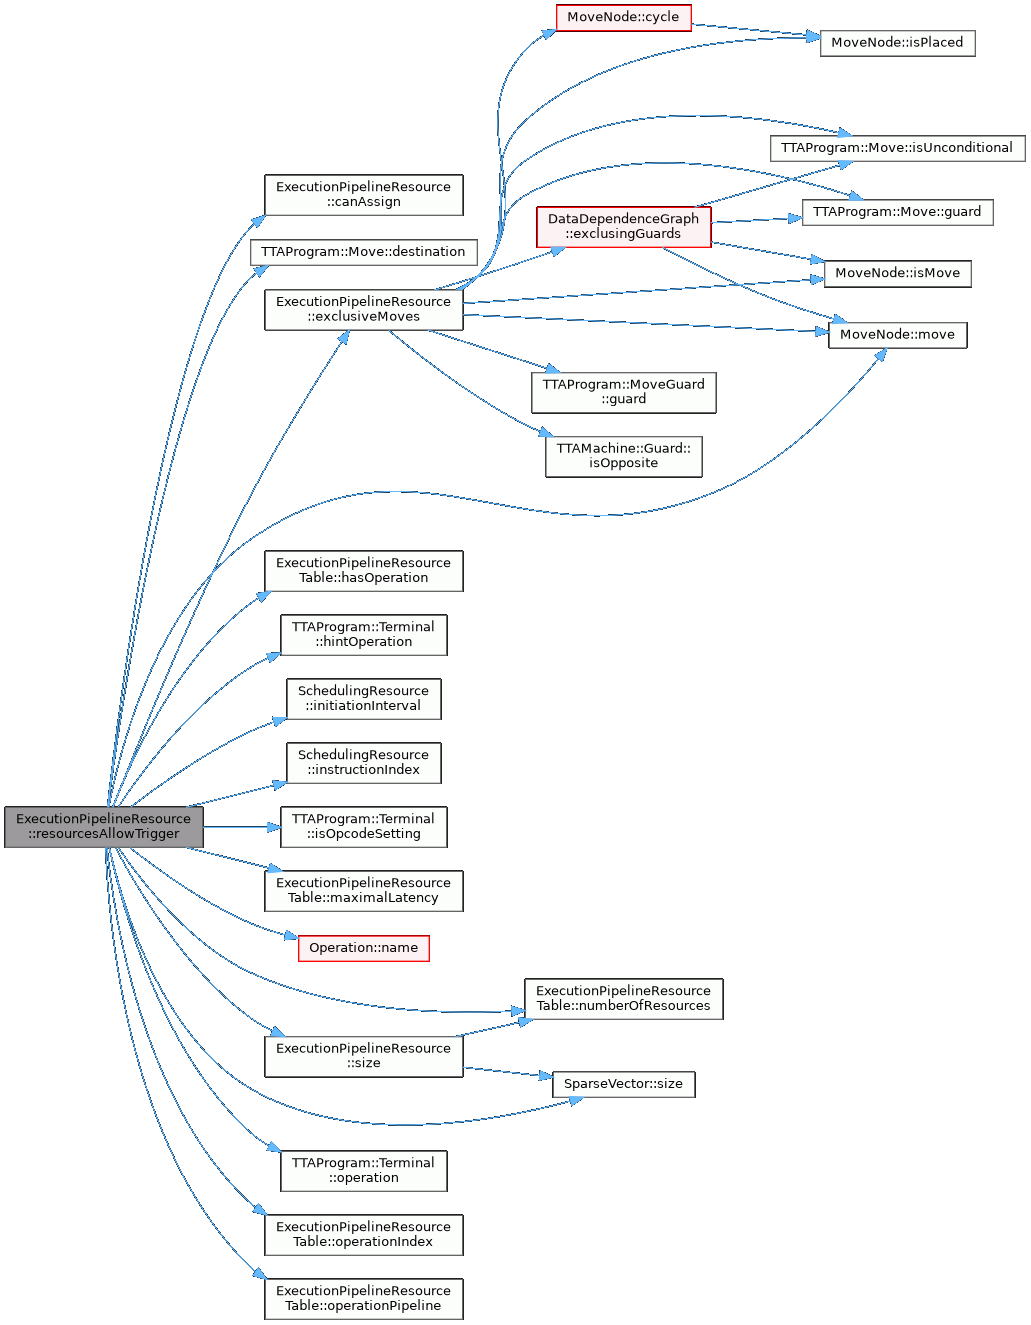 MoveNode::cycle
MoveNode::isPlaced
TTAProgram::Move::isUnconditional
ExecutionPipelineResource
::canAssign
DataDependenceGraph
::exclusingGuards
TTAProgram::Move::guard
TTAProgram::Move::destination
MoveNode::isMove
ExecutionPipelineResource
::exclusiveMoves
MoveNode::move
TTAProgram::MoveGuard
::guard
TTAMachine::Guard::
isOpposite
ExecutionPipelineResource
Table::hasOperation
TTAProgram::Terminal
::hintOperation
SchedulingResource
::initiationInterval
SchedulingResource
::instructionIndex
ExecutionPipelineResource
::resourcesAllowTrigger
TTAProgram::Terminal
::isOpcodeSetting
ExecutionPipelineResource
Table::maximalLatency
Operation::name
ExecutionPipelineResource
Table::numberOfResources
ExecutionPipelineResource
::size
SparseVector::size
TTAProgram::Terminal
::operation
ExecutionPipelineResource
Table::operationIndex
ExecutionPipelineResource
Table::operationPipeline